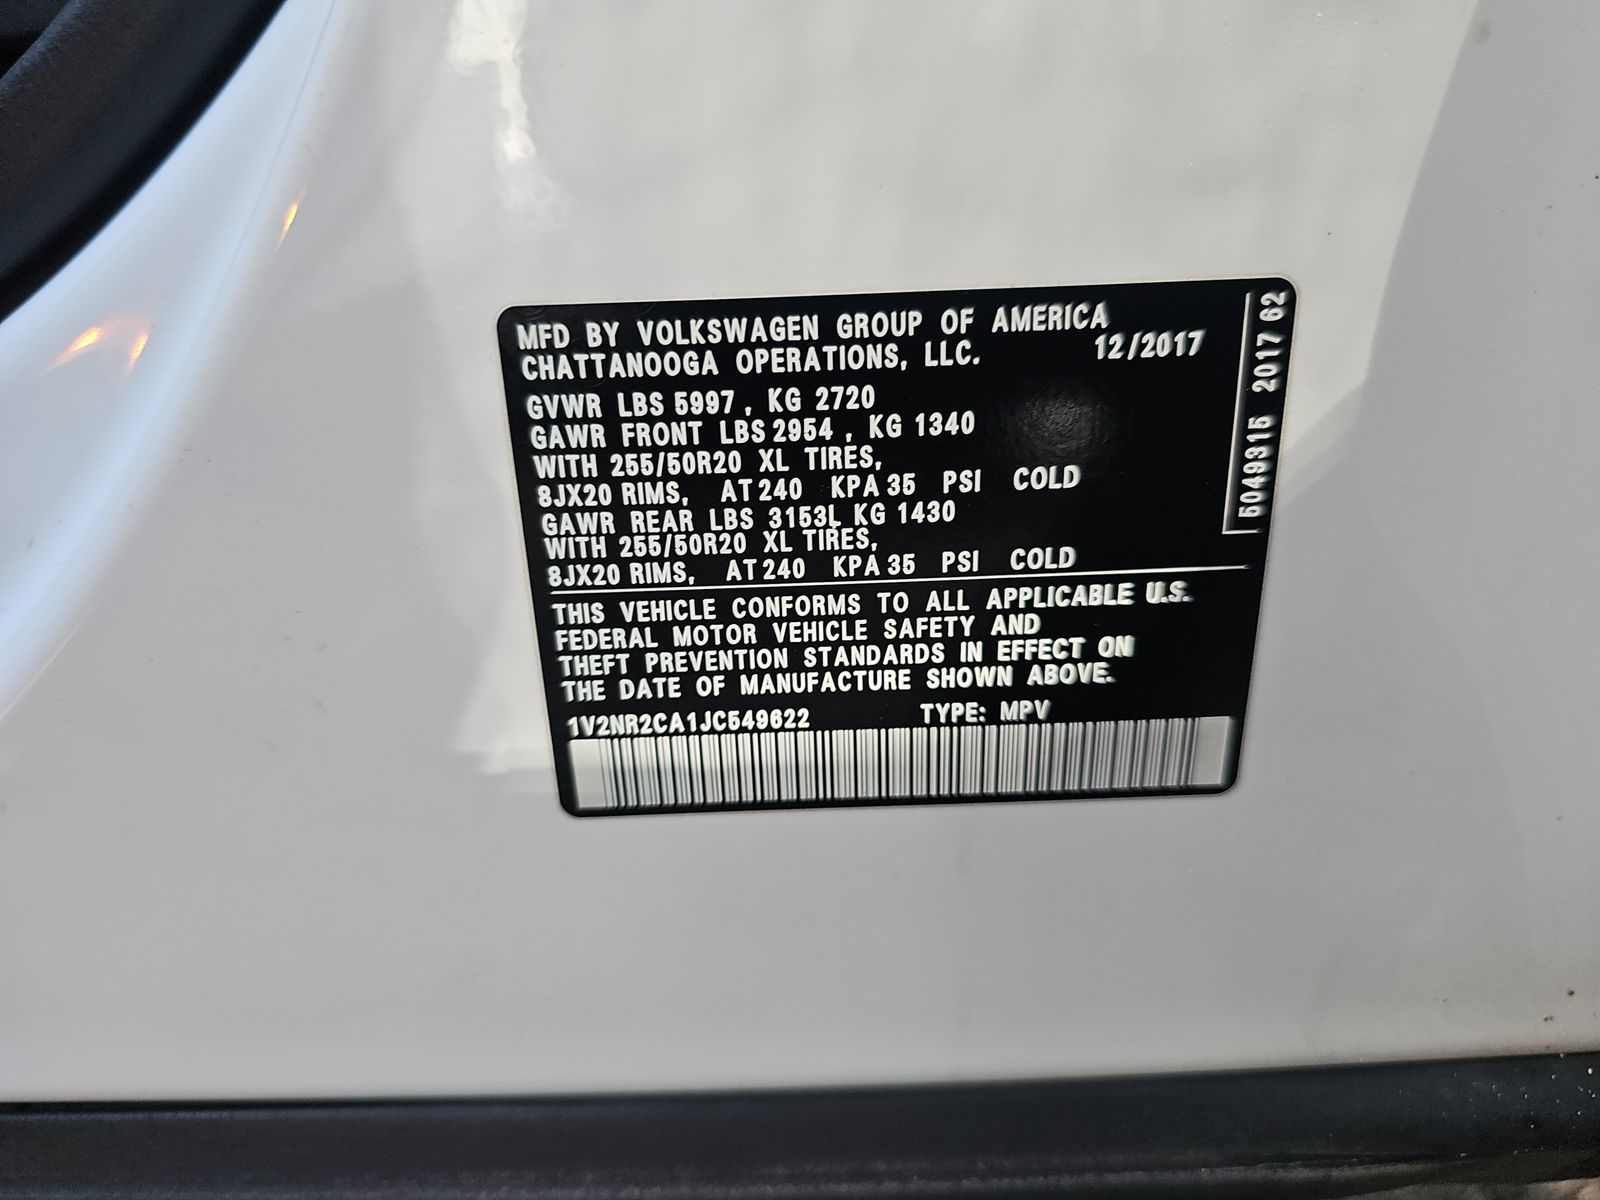 MFD BY VOLKSWAGEN GROUP OF AMERICA
CHATTANOOGA OPERATIONS, LLC. 12/2017
GVWR LBS 5997, KG 2720
GAWR FRONT LBS 2954, KG 1340
WITH 255/50R20 XL TIRES,
8JX20 RIMS, AT 240 KPA 35 PSI COLD
GAWR REAR LBS 3153L KG 1430
WITH 255/50R20 XL TIRES,
8JX20 RIMS, AT 240 KPA 35 PSI COLD
THIS VEHICLE CONFORMS TO ALL APPLICABLE U.S.
FEDERAL MOTOR VEHICLE SAFETY AND
THEFT PREVENTION STANDARDS IN EFFECT ON
THE DATE OF MANUFACTURE SHOWN ABOVE.
1V2NR2CA1JC549622 TYPE: MPV
5049315 2017 62